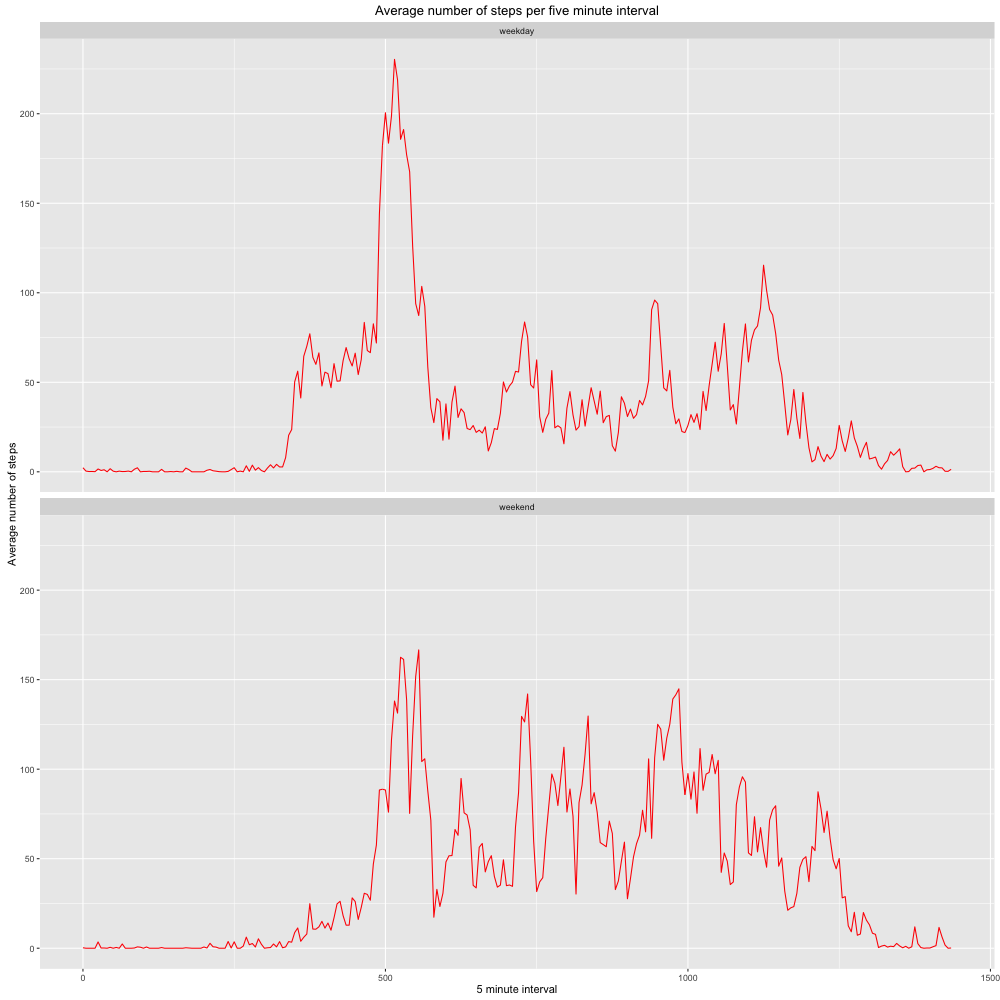 Average number of steps per five minute interval
weekday
200
150
100
50
0
Average number of steps
weekend
200
150
100
50
0
0 500 1000 1500
5 minute interval